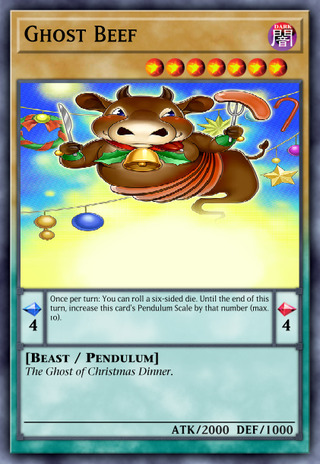 Ghost Beef
DARK
闇
Once per turn: You can roll a six-sided die. Until the end of this
turn, increase this card's Pendulum Scale by that number (max.
10).
4
4
[Beast / Pendulum]
The Ghost of Christmas Dinner.
ATK/2000 DEF/1000